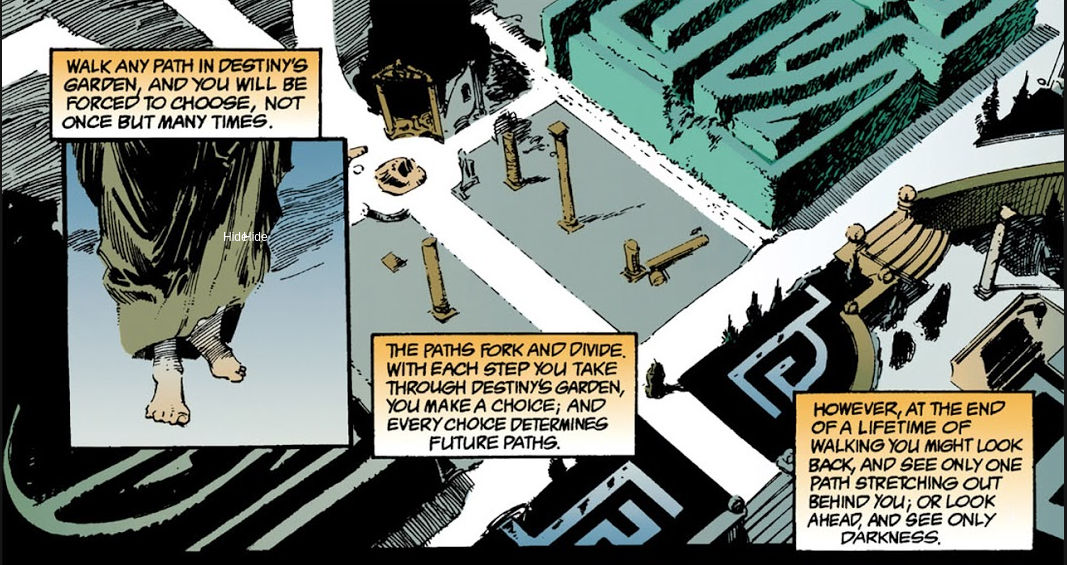 WALK ANY PATH IN DESTINY'S
GARDEN, AND YOU WILL BE
FORCED TO CHOOSE, NOT
ONCE BUT MANY TIMES.
HideHide
THE PATHS FORK AND DIVIDE.
WITH EACH STEP YOU TAKE
THROUGH DESTINY'S GARDEN,
YOU MAKE A CHOICE; AND
EVERY CHOICE DETERMINES
FUTURE PATHS.
HOWEVER, AT THE END
OF A LIFETIME OF
WALKING YOU MIGHT LOOK
BACK, AND SEE ONLY ONE
PATH STRETCHING OUT
BEHIND YOU; OR LOOK
AHEAD, AND SEE ONLY
DARKNESS.